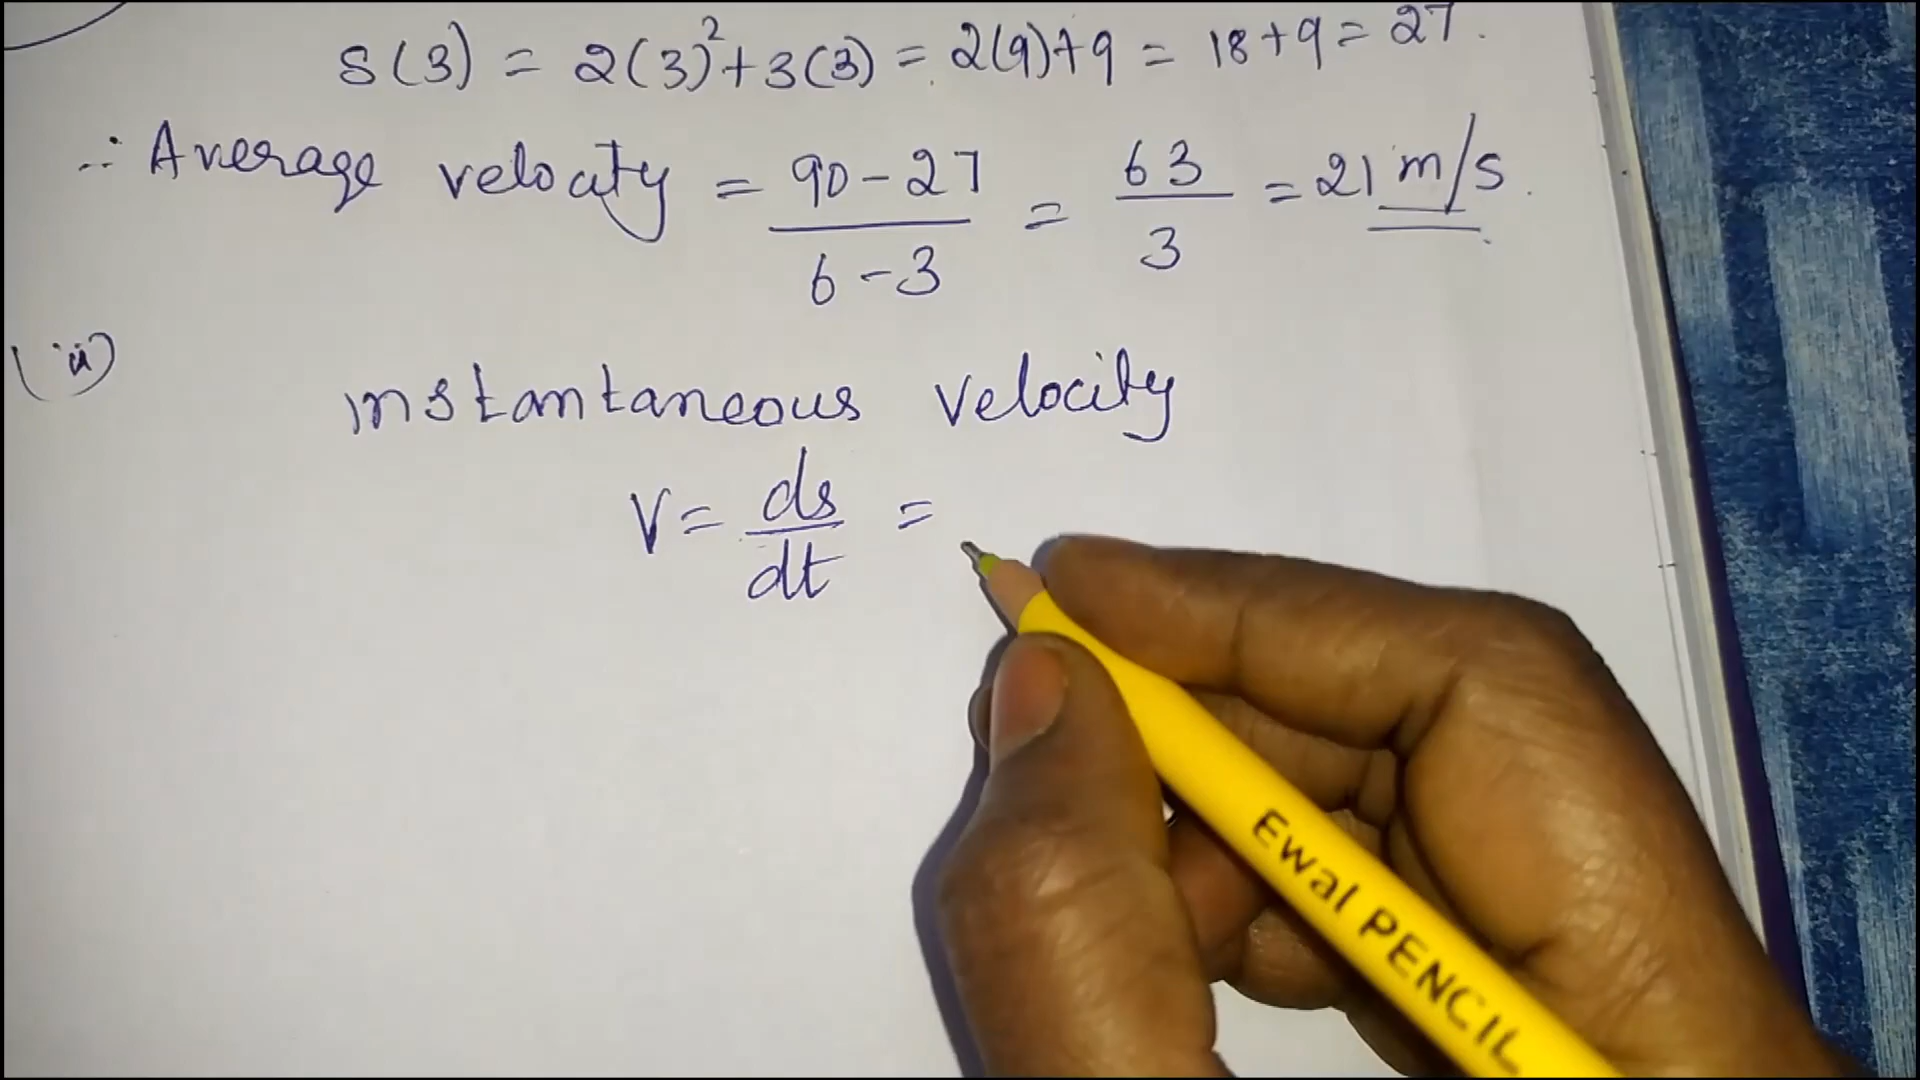 s(3) = 2(3)²+3(3) = 2(9)+9 = 18+9 = 27.
∴ Average velocity = 90-27 / 6-3 = 63 / 3 = 21 m/s.
(ii)
instantaneous velocity
V = ds/dt =
Ewal PENCIL